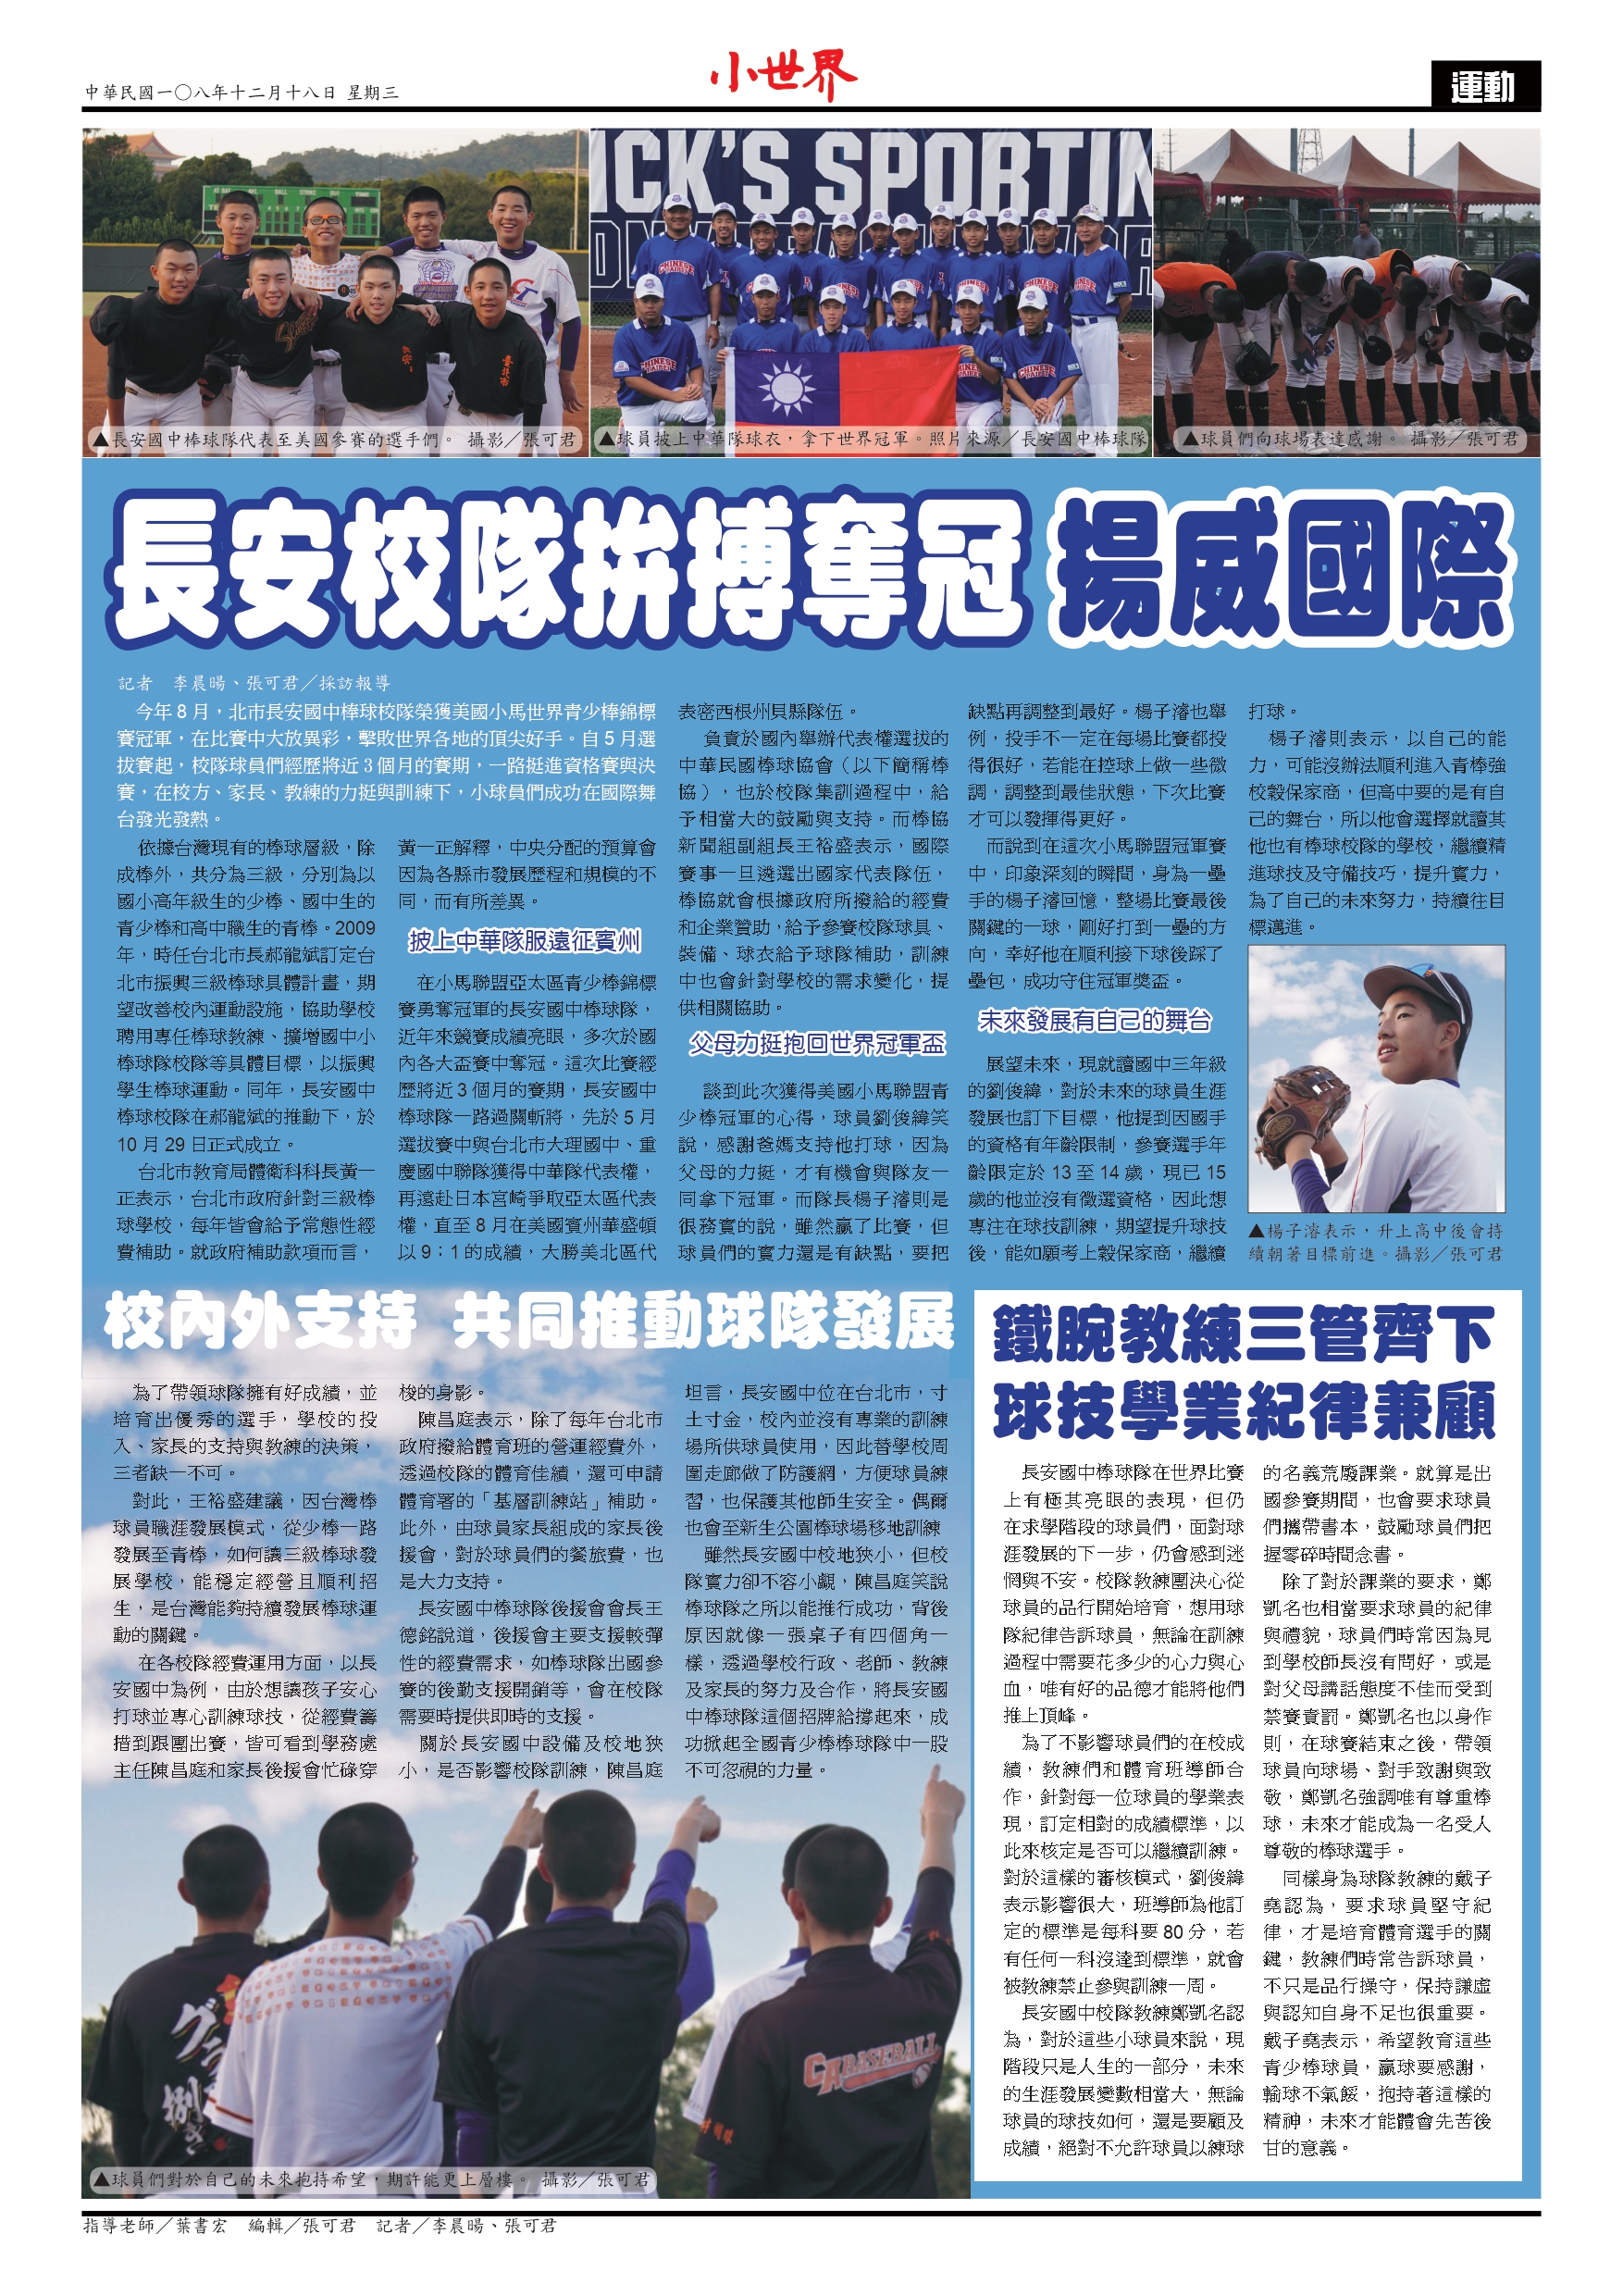 中華民國一〇八年十二月十八日 星期三
小世界
運動
▲長安國中棒球隊代表至美國參賽的選手們。 攝影／張可君
▲球員披上中華隊球衣，拿下世界冠軍。照片來源／長安國中棒球隊
▲球員們向球場表達感謝。 攝影／張可君
長安校隊拚搏奪冠 揚威國際
記者 李晨暘、張可君／採訪報導
今年 8 月，北市長安國中棒球校隊榮獲美國小馬世界青少棒錦標
賽冠軍，在比賽中大放異彩，擊敗世界各地的頂尖好手。自 5 月選
拔賽起，校隊球員們經歷將近 3 個月的賽期，一路挺進資格賽與決
賽，在校方、家長、教練的力挺與訓練下，小球員們成功在國際舞
台發光發熱。
依據台灣現有的棒球層級，除
成棒外，共分為三級，分別為以
國小高年級生的少棒、國中生的
青少棒和高中職生的青棒。2009
年，時任台北市長郝龍斌訂定台
北市振興三級棒球具體計畫，期
望改善校內運動設施，協助學校
聘用專任棒球教練、擴增國中小
棒球隊校隊等具體目標，以振興
學生棒球運動。同年，長安國中
棒球校隊在郝龍斌的推動下，於
10 月 29 日正式成立。
台北市教育局體衛科科長黃一
正表示，台北市政府針對三級棒
球學校，每年皆會給予常態性經
費補助。就政府補助款項而言，
黃一正解釋，中央分配的預算會
因為各縣市發展歷程和規模的不
同，而有所差異。
披上中華隊服遠征賓州
在小馬聯盟亞太區青少棒錦標
賽勇奪冠軍的長安國中棒球隊，
近年來競賽成績亮眼，多次於國
內各大盃賽中奪冠。這次比賽經
歷將近 3 個月的賽期，長安國中
棒球隊一路過關斬將，先於 5 月
選拔賽中與台北市大理國中、重
慶國中聯隊獲得中華隊代表權，
再遠赴日本宮崎爭取亞太區代表
權，直至 8 月在美國賓州華盛頓
以 9：1 的成績，大勝美北區代
表密西根州貝縣隊伍。
負責於國內舉辦代表權選拔的
中華民國棒球協會（以下簡稱棒
協），也於校隊集訓過程中，給
予相當大的鼓勵與支持。而棒協
新聞組副組長王裕盛表示，國際
賽事一旦遴選出國家代表隊伍，
棒協就會根據政府所撥給的經費
和企業贊助，給予參賽校隊球具、
裝備、球衣給予球隊補助，訓練
中也會針對學校的需求變化，提
供相關協助。
父母力挺抱回世界冠軍盃
談到此次獲得美國小馬聯盟青
少棒冠軍的心得，球員劉俊緯笑
說，感謝爸媽支持他打球，因為
父母的力挺，才有機會與隊友一
同拿下冠軍。而隊長楊子濬則是
很務實的說，雖然贏了比賽，但
球員們的實力還是有缺點，要把
缺點再調整到最好。楊子濬也舉
例，投手不一定在每場比賽都投
得很好，若能在控球上做一些微
調，調整到最佳狀態，下次比賽
才可以發揮得更好。
而說到在這次小馬聯盟冠軍賽
中，印象深刻的瞬間，身為一壘
手的楊子濬回憶，整場比賽最後
關鍵的一球，剛好打到一壘的方
向，幸好他在順利接下球後踩了
壘包，成功守住冠軍獎盃。
未來發展有自己的舞台
展望未來，現就讀國中三年級
的劉俊緯，對於未來的球員生涯
發展也訂下目標，他提到因國手
的資格有年齡限制，參賽選手年
齡限定於 13 至 14 歲，現已 15
歲的他並沒有徵選資格，因此想
專注在球技訓練，期望提升球技
後，能如願考上穀保家商，繼續
打球。
楊子濬則表示，以自己的能
力，可能沒辦法順利進入青棒強
校穀保家商，但高中要的是有自
己的舞台，所以他會選擇就讀其
他也有棒球校隊的學校，繼續精
進球技及守備技巧，提升實力，
為了自己的未來努力，持續往目
標邁進。
▲楊子濬表示，升上高中後會持
續朝著目標前進。攝影／張可君
校內外支持 共同推動球隊發展
為了帶領球隊擁有好成績，並
培育出優秀的選手，學校的投
入、家長的支持與教練的決策，
三者缺一不可。
對此，王裕盛建議，因台灣棒
球員職涯發展模式，從少棒一路
發展至青棒，如何讓三級棒球發
展學校，能穩定經營且順利招
生，是台灣能夠持續發展棒球運
動的關鍵。
在各校隊經費運用方面，以長
安國中為例，由於想讓孩子安心
打球並專心訓練球技，從經費籌
措到跟團出賽，皆可看到學務處
主任陳昌庭和家長後援會忙碌穿
梭的身影。
陳昌庭表示，除了每年台北市
政府撥給體育班的營運經費外，
透過校隊的體育佳績，還可申請
體育署的「基層訓練站」補助。
此外，由球員家長組成的家長後
援會，對於球員們的餐旅費，也
是大力支持。
長安國中棒球隊後援會會長王
德銘說道，後援會主要支援較彈
性的經費需求，如棒球隊出國參
賽的後勤支援開銷等，會在校隊
需要時提供即時的支援。
關於長安國中設備及校地狹
小，是否影響校隊訓練，陳昌庭
坦言，長安國中位在台北市，寸
土寸金，校內並沒有專業的訓練
場所供球員使用，因此替學校周
圍走廊做了防護網，方便球員練
習，也保護其他師生安全。偶爾
也會至新生公園棒球場移地訓練
雖然長安國中校地狹小，但校
隊實力卻不容小覷，陳昌庭笑說
棒球隊之所以能推行成功，背後
原因就像一張桌子有四個角一
樣，透過學校行政、老師、教練
及家長的努力及合作，將長安國
中棒球隊這個招牌給撐起來，成
功掀起全國青少棒棒球隊中一股
不可忽視的力量。
▲球員們對於自己的未來抱持希望，期許能更上層樓。 攝影／張可君
鐵腕教練三管齊下
球技學業紀律兼顧
長安國中棒球隊在世界比賽
上有極其亮眼的表現，但仍
在求學階段的球員們，面對球
涯發展的下一步，仍會感到迷
惘與不安。校隊教練團決心從
球員的品行開始培育，想用球
隊紀律告訴球員，無論在訓練
過程中需要花多少的心力與心
血，唯有好的品德才能將他們
推上頂峰。
為了不影響球員們的在校成
績，教練們和體育班導師合
作，針對每一位球員的學業表
現，訂定相對的成績標準，以
此來核定是否可以繼續訓練。
對於這樣的審核模式，劉俊緯
表示影響很大，班導師為他訂
定的標準是每科要 80 分，若
有任何一科沒達到標準，就會
被教練禁止參與訓練一周。
長安國中校隊教練鄭凱名認
為，對於這些小球員來說，現
階段只是人生的一部分，未來
的生涯發展變數相當大，無論
球員的球技如何，還是要顧及
成績，絕對不允許球員以練球
的名義荒廢課業。就算是出
國參賽期間，也會要求球員
們攜帶書本，鼓勵球員們把
握零碎時間念書。
除了對於課業的要求，鄭
凱名也相當要求球員的紀律
與禮貌，球員們時常因為見
到學校師長沒有問好，或是
對父母講話態度不佳而受到
禁賽責罰。鄭凱名也以身作
則，在球賽結束之後，帶領
球員向球場、對手致謝與致
敬，鄭凱名強調唯有尊重棒
球，未來才能成為一名受人
尊敬的棒球選手。
同樣身為球隊教練的戴子
堯認為，要求球員堅守紀
律，才是培育體育選手的關
鍵，教練們時常告訴球員，
不只是品行操守，保持謙虛
與認知自身不足也很重要。
戴子堯表示，希望教育這些
青少棒球員，贏球要感謝，
輸球不氣餒，抱持著這樣的
精神，未來才能體會先苦後
甘的意義。
指導老師／葉書宏 編輯／張可君 記者／李晨暘、張可君